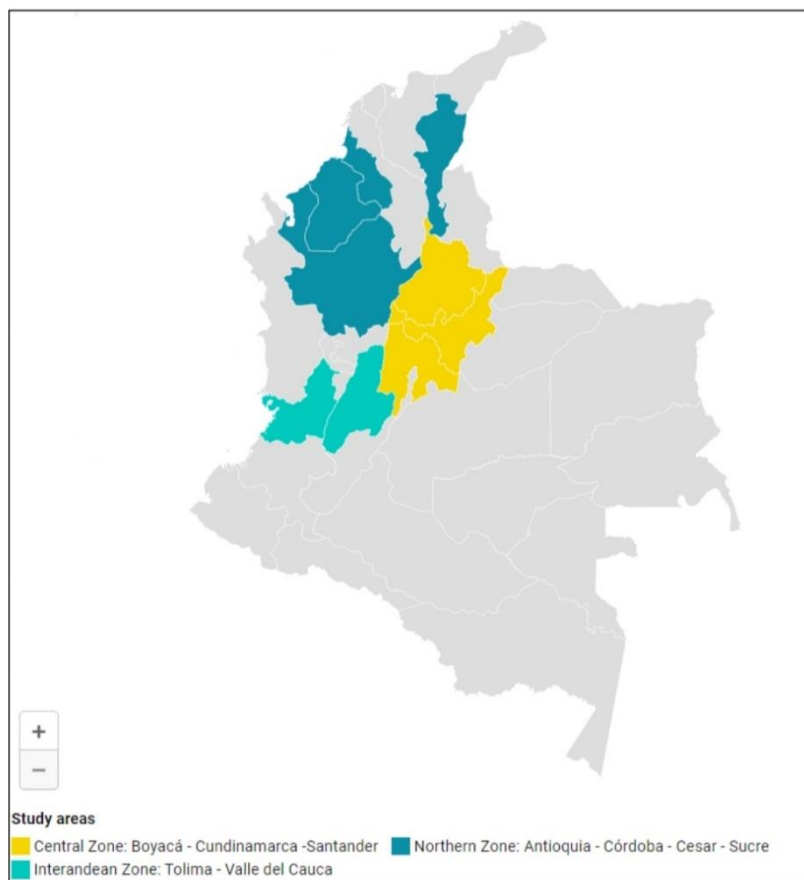 +
−
Study areas
Central Zone: Boyacá - Cundinamarca -Santander Northern Zone: Antioquia - Córdoba - Cesar - Sucre
Interandean Zone: Tolima - Valle del Cauca